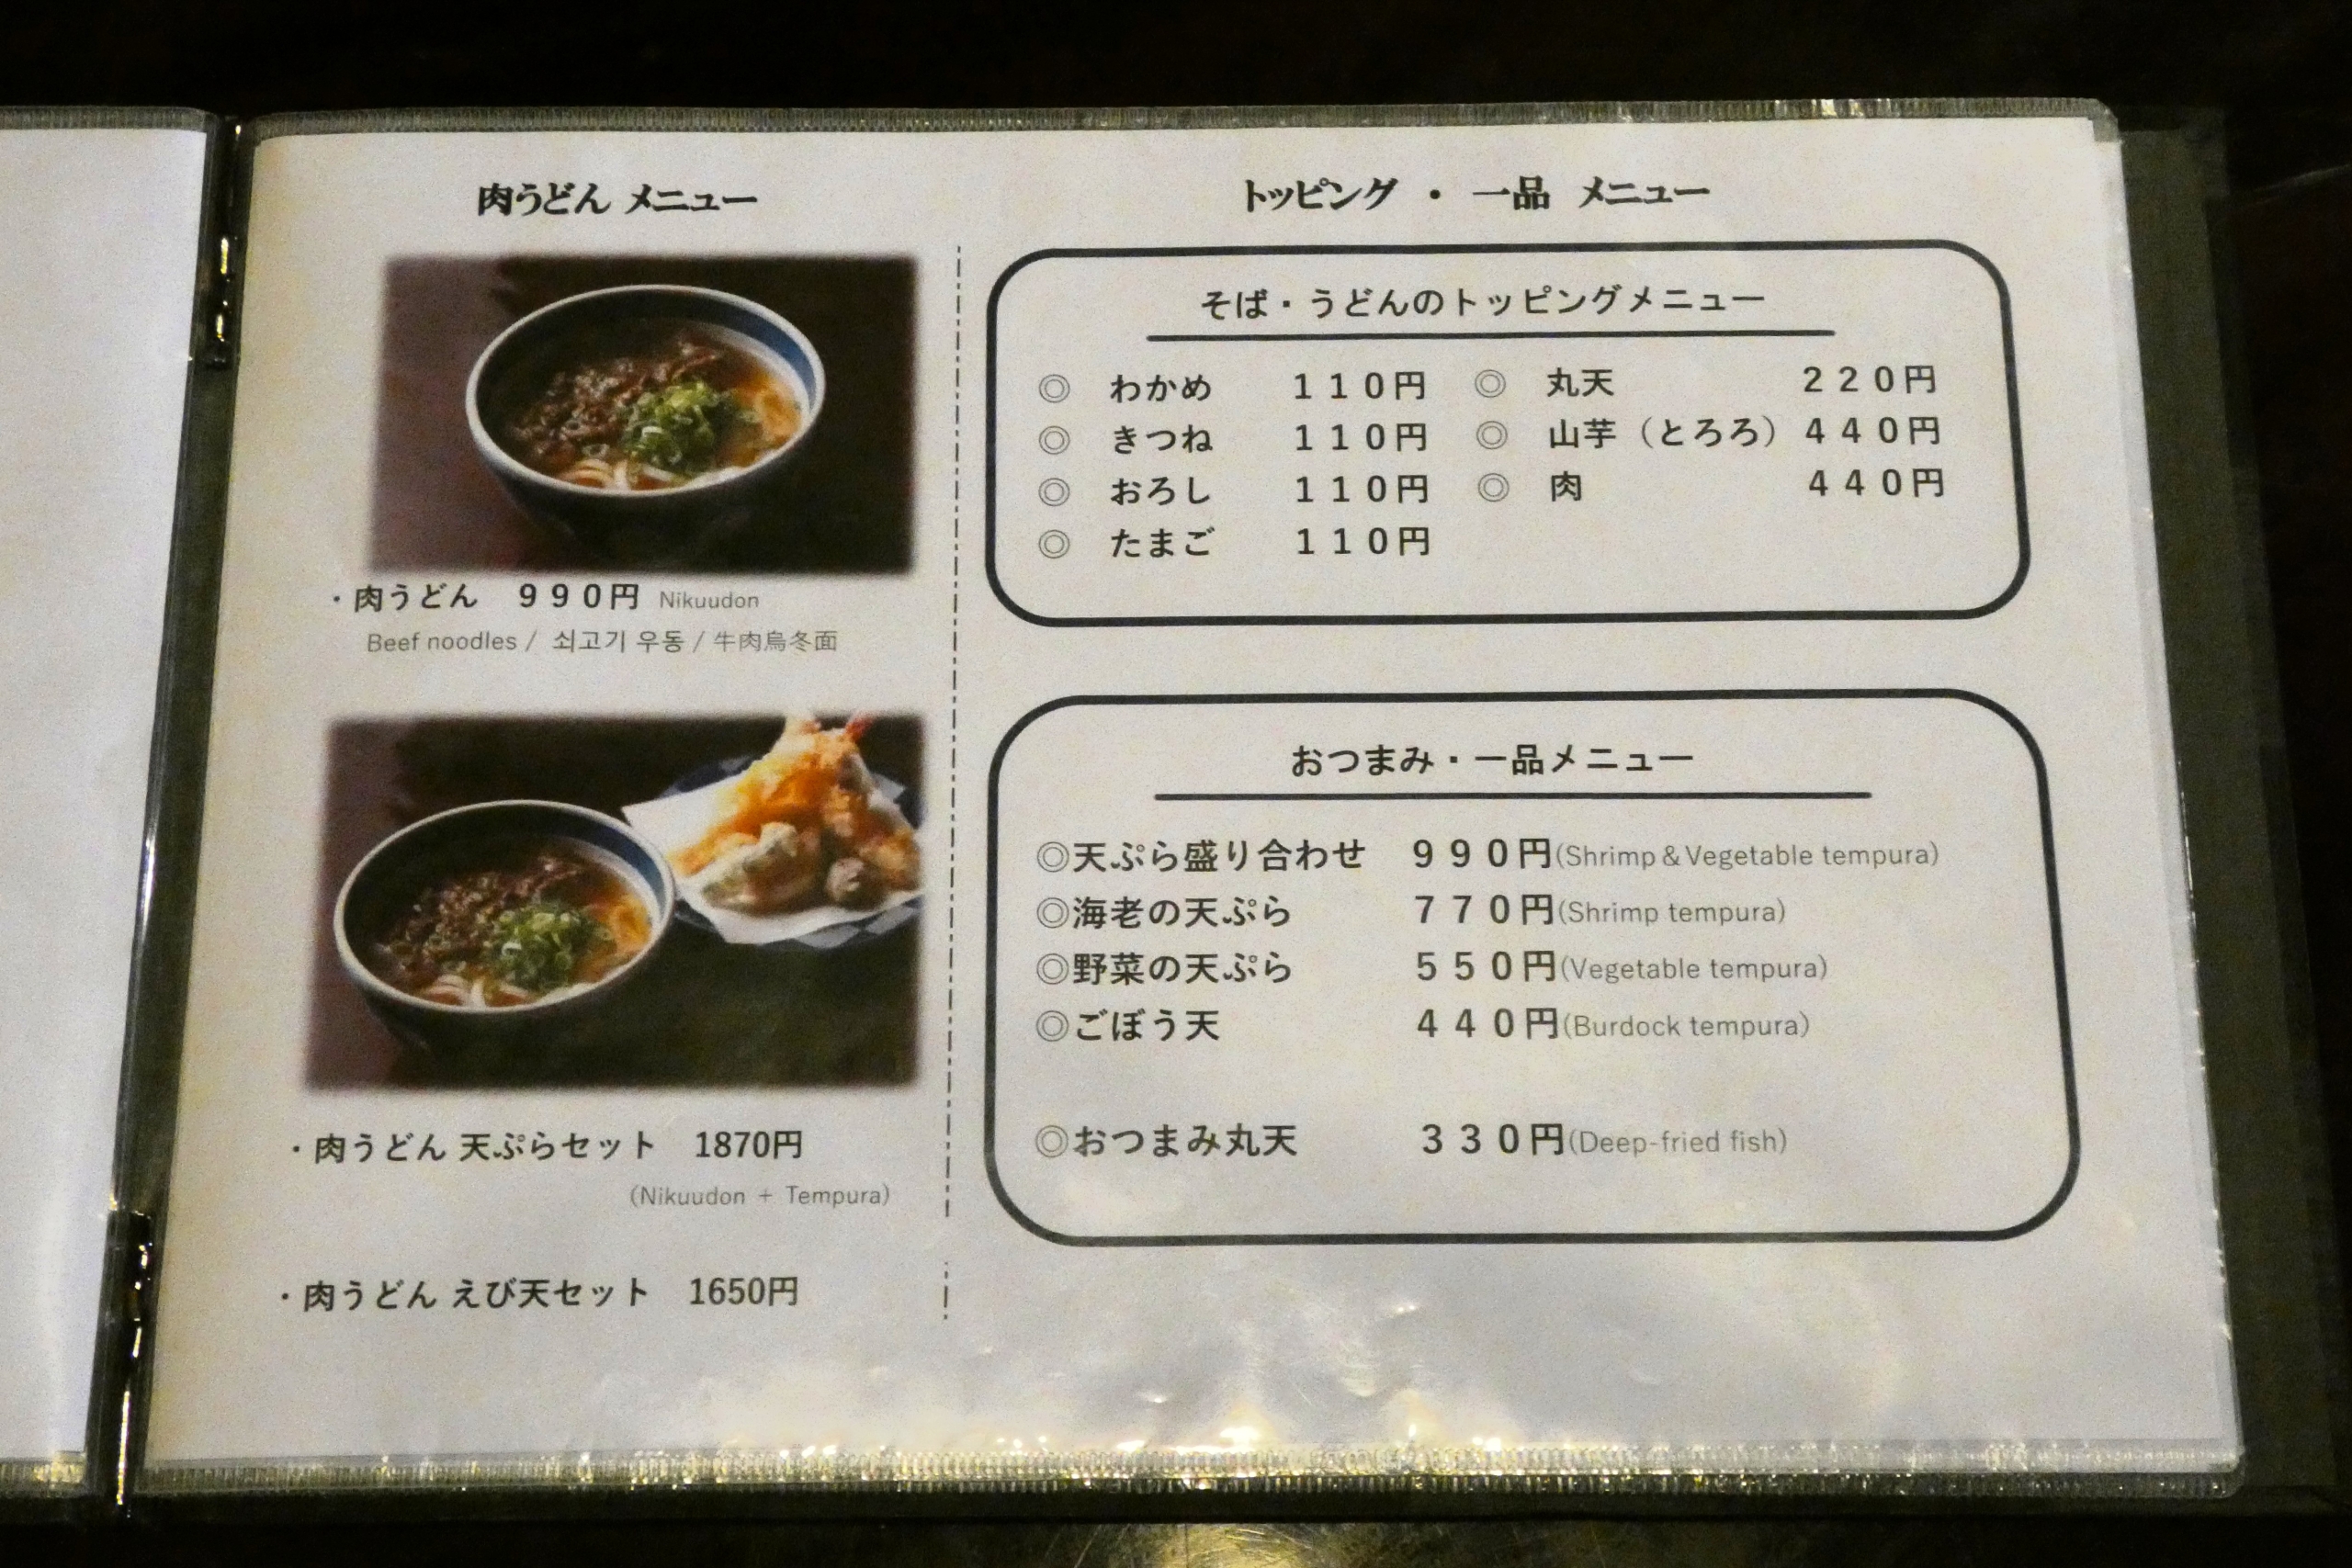 肉うどん メニュー
・肉うどん　９９０円 Nikuudon
Beef noodles / 쇠고기 우동 / 牛肉烏冬面
・肉うどん 天ぷらセット　1870円
(Nikuudon + Tempura)
・肉うどん えび天セット　1650円
トッピング ・ 一品 メニュー
そば・うどんのトッピングメニュー
◎　わかめ　　１１０円　◎　丸天　　２２０円
◎　きつね　　１１０円　◎　山芋（とろろ）４４０円
◎　おろし　　１１０円　◎　肉　　４４０円
◎　たまご　　１１０円
おつまみ・一品メニュー
◎天ぷら盛り合わせ　９９０円(Shrimp＆Vegetable tempura)
◎海老の天ぷら　　７７０円(Shrimp tempura)
◎野菜の天ぷら　　５５０円(Vegetable tempura)
◎ごぼう天　　４４０円(Burdock tempura)
◎おつまみ丸天　　３３０円(Deep-fried fish)